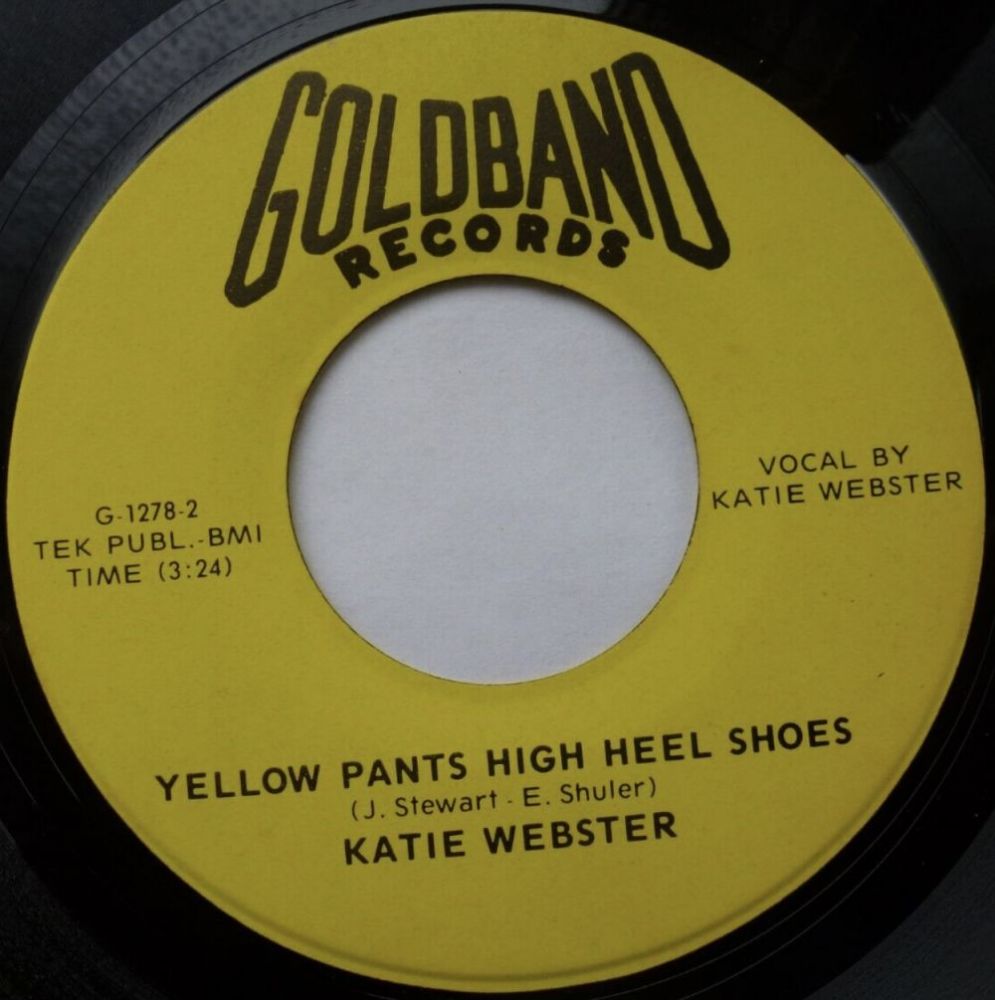 GOLDBAND
RECORDS
VOCAL BY
KATIE WEBSTER
G-1278-2
TEK PUBL.-BMI
TIME (3:24)
YELLOW PANTS HIGH HEEL SHOES
(J. Stewart - E. Shuler)
KATIE WEBSTER